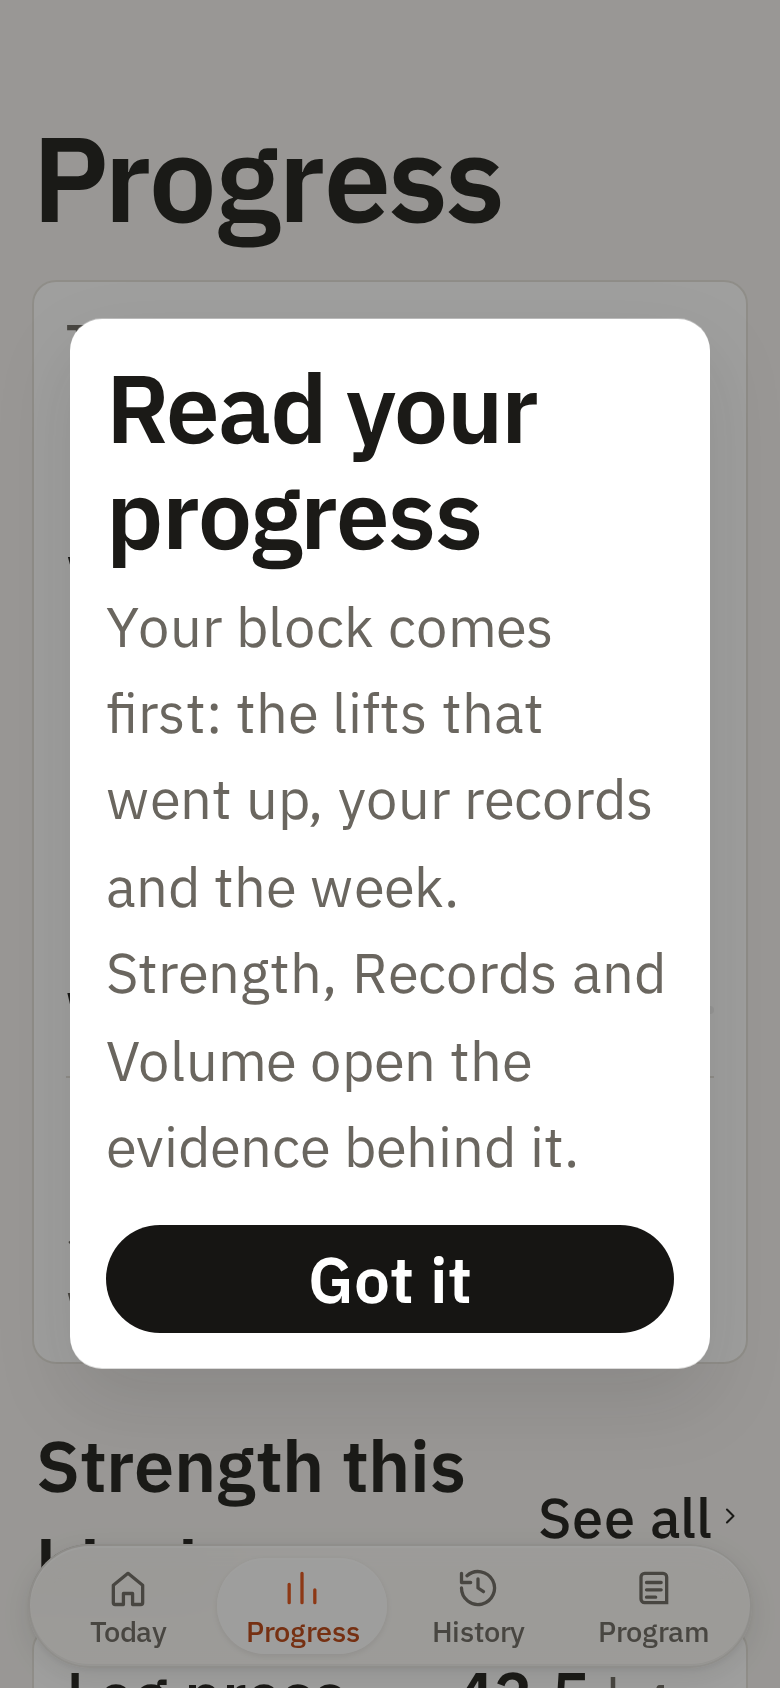 Progress
Read your
progress
Your block comes
first: the lifts that
went up, your records
and the week.
Strength, Records and
Volume open the
evidence behind it.
Got it
Strength this
See all
Today
Progress
History
Program